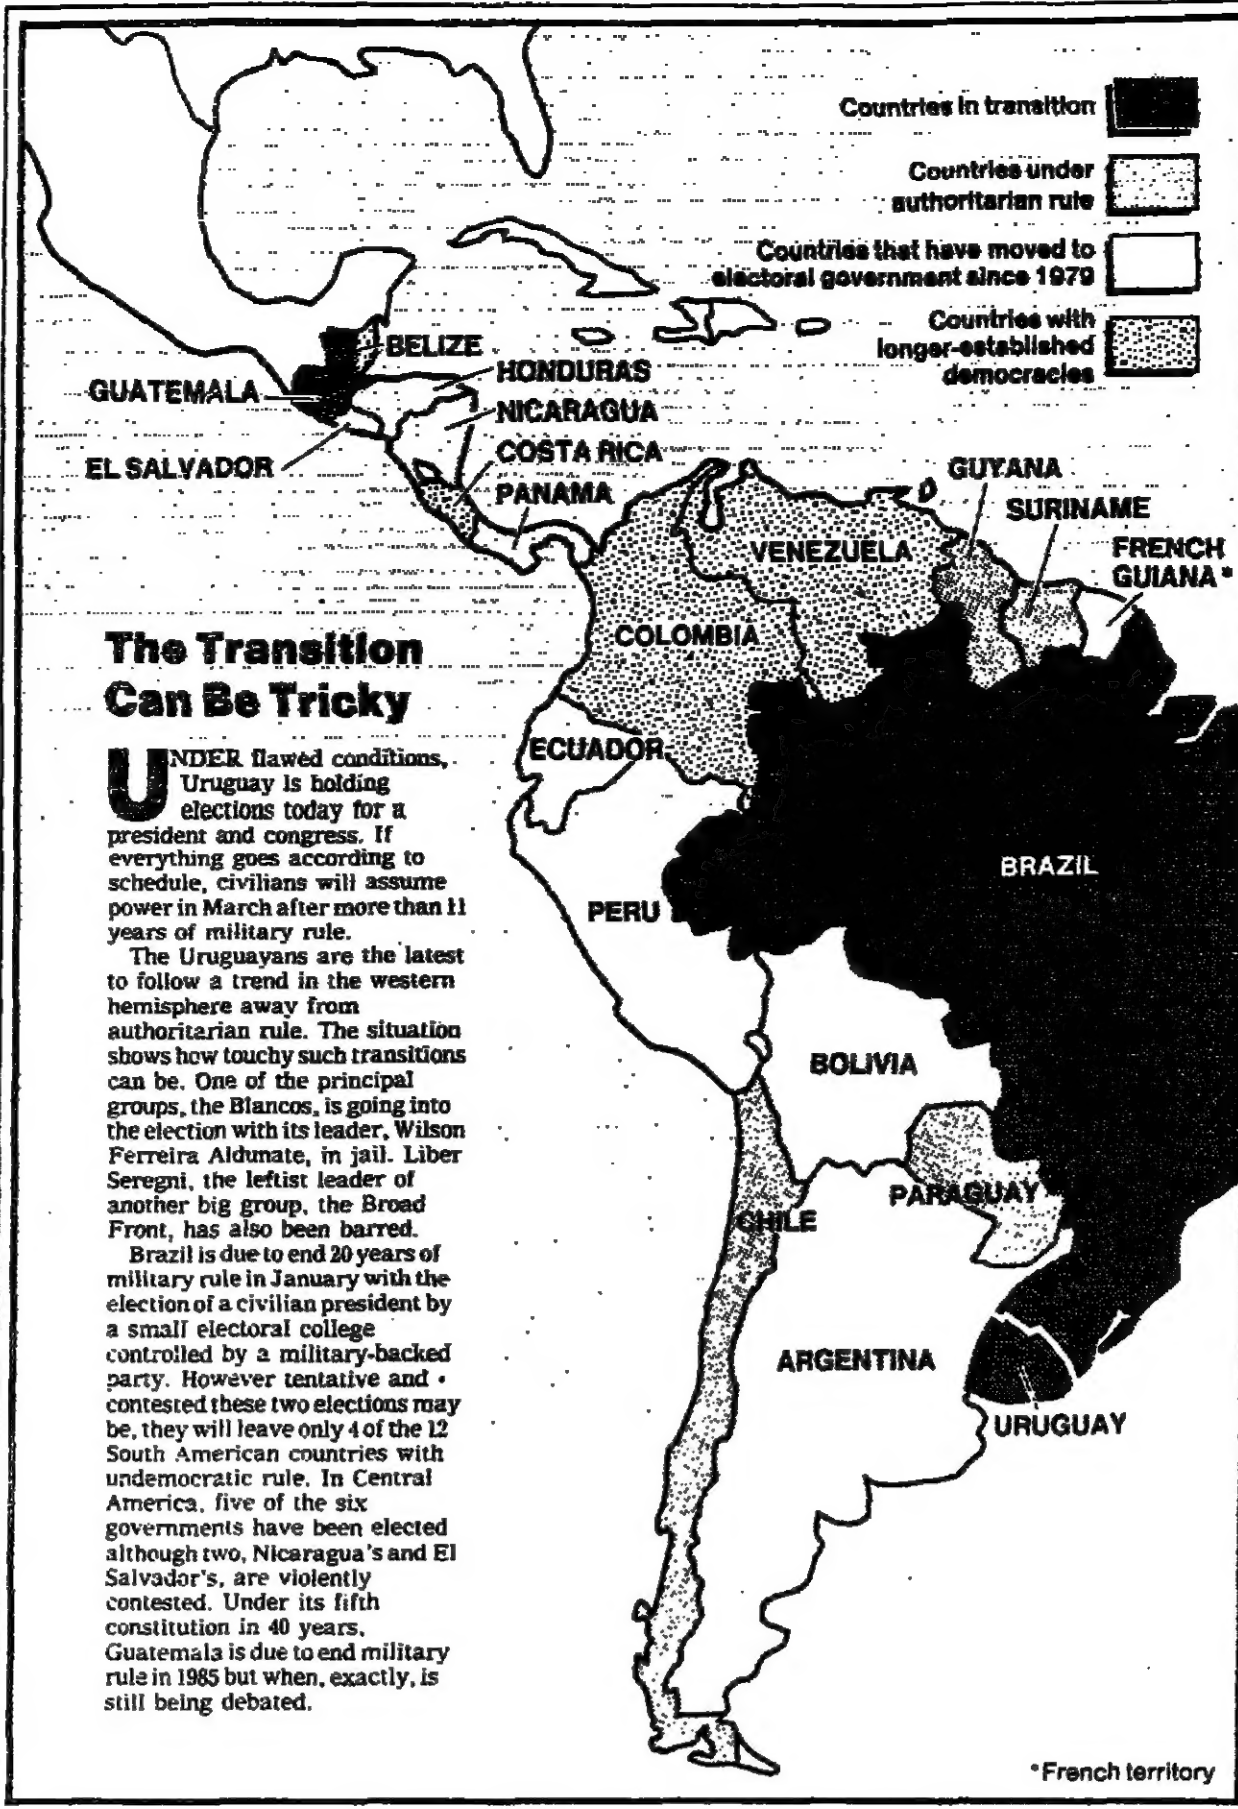 Countries in transition
Countries under
authoritarian rule
Countries that have moved to
electoral government since 1979
Countries with
longer-established
democracies
BELIZE
GUATEMALA
HONDURAS
NICARAGUA
EL SALVADOR
COSTA RICA
PANAMA
GUYANA
SURINAME
FRENCH
GUIANA*
VENEZUELA
COLOMBIA
ECUADOR
BRAZIL
PERU
BOLIVIA
PARAGUAY
CHILE
ARGENTINA
URUGUAY
The Transition
Can Be Tricky
UNDER flawed conditions,
Uruguay is holding
elections today for a
president and congress. If
everything goes according to
schedule, civilians will assume
power in March after more than 11
years of military rule.
The Uruguayans are the latest
to follow a trend in the western
hemisphere away from
authoritarian rule. The situation
shows how touchy such transitions
can be. One of the principal
groups, the Blancos, is going into
the election with its leader, Wilson
Ferreira Aldunate, in jail. Liber
Seregni, the leftist leader of
another big group, the Broad
Front, has also been barred.
Brazil is due to end 20 years of
military rule in January with the
election of a civilian president by
a small electoral college
controlled by a military-backed
party. However tentative and
contested these two elections may
be, they will leave only 4 of the 12
South American countries with
undemocratic rule. In Central
America, five of the six
governments have been elected
although two, Nicaragua's and El
Salvador's, are violently
contested. Under its fifth
constitution in 40 years,
Guatemala is due to end military
rule in 1985 but when, exactly, is
still being debated.
*French territory